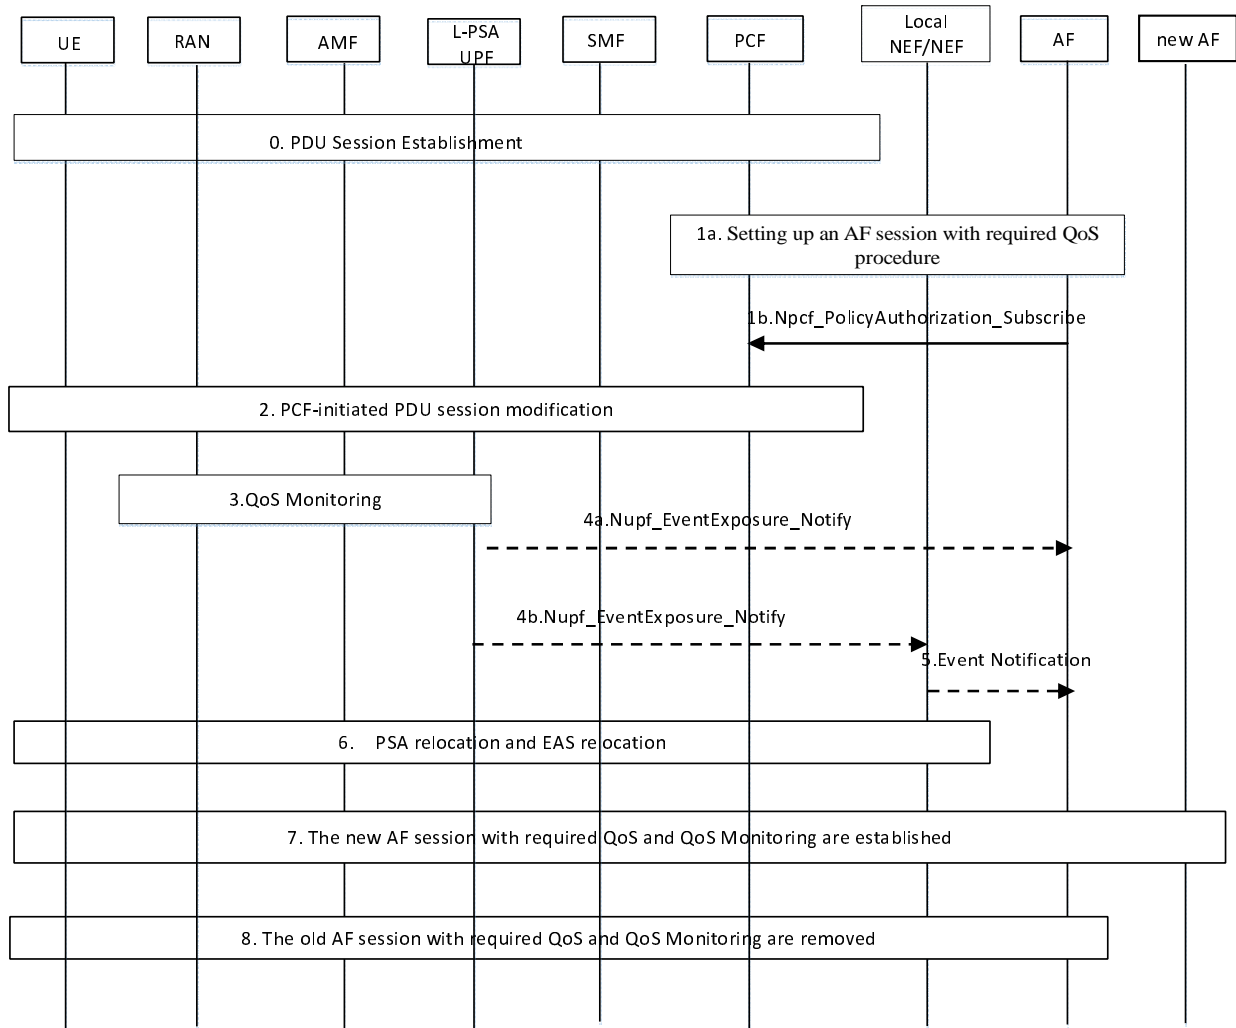 UE
RAN
AMF
L-PSA
UPF
SMF
PCF
Local
NEF/NEF
AF
new AF
0. PDU Session Establishment
1a. Setting up an AF session with required QoS
procedure
1b.Npcf_PolicyAuthorization_Subscribe
2. PCF-initiated PDU session modification
3.QoS Monitoring
4a.Nupf_EventExposure_Notify
4b.Nupf_EventExposure_Notify
5.Event Notification
6. PSA relocation and EAS relocation
7. The new AF session with required QoS and QoS Monitoring are established
8. The old AF session with required QoS and QoS Monitoring are removed